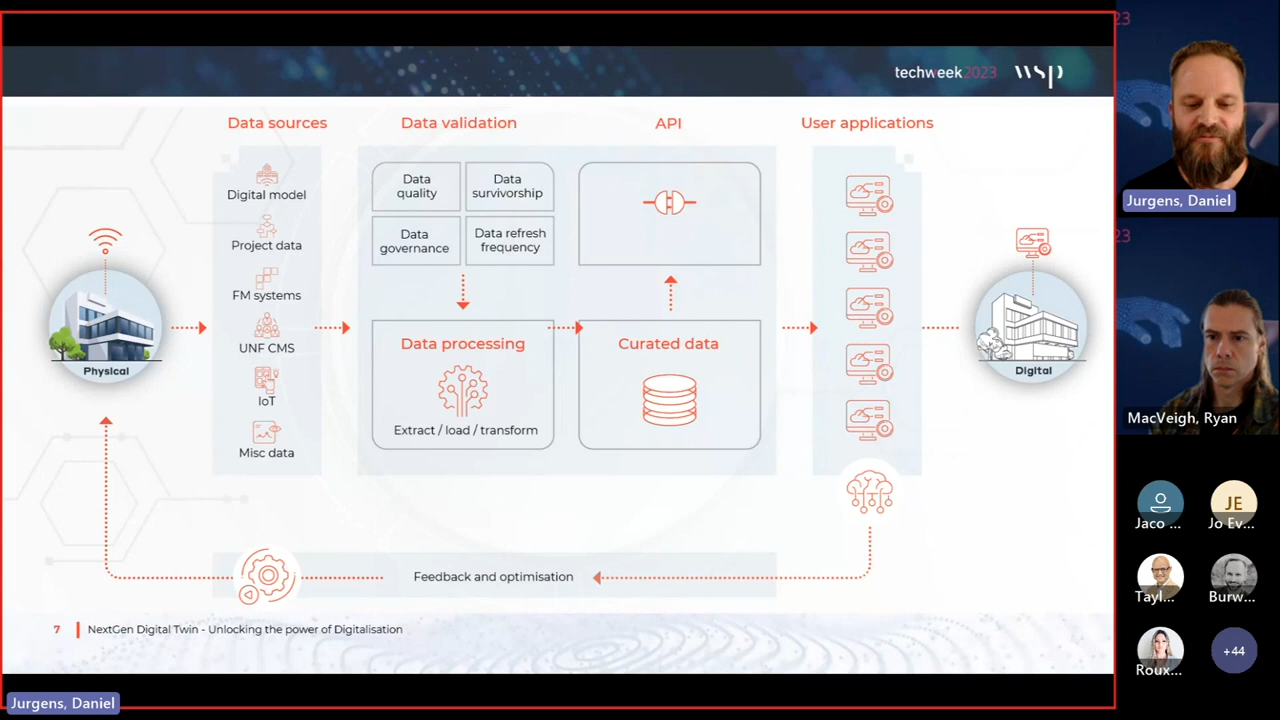 techweek2023 wsp
Data sources
Data validation
API
User applications
Digital model
Project data
FM systems
UNF CMS
IoT
Misc data
Data
quality
Data
survivorship
Data
governance
Data refresh
frequency
Data processing
Extract / load / transform
Curated data
Physical
Digital
Feedback and optimisation
7 NextGen Digital Twin - Unlocking the power of Digitalisation
Jurgens, Daniel
23
Jurgens, Daniel
23
MacVeigh, Ryan
JE
Jaco ...
Jo Ev...
Tayl...
Burw...
Roux...
+44